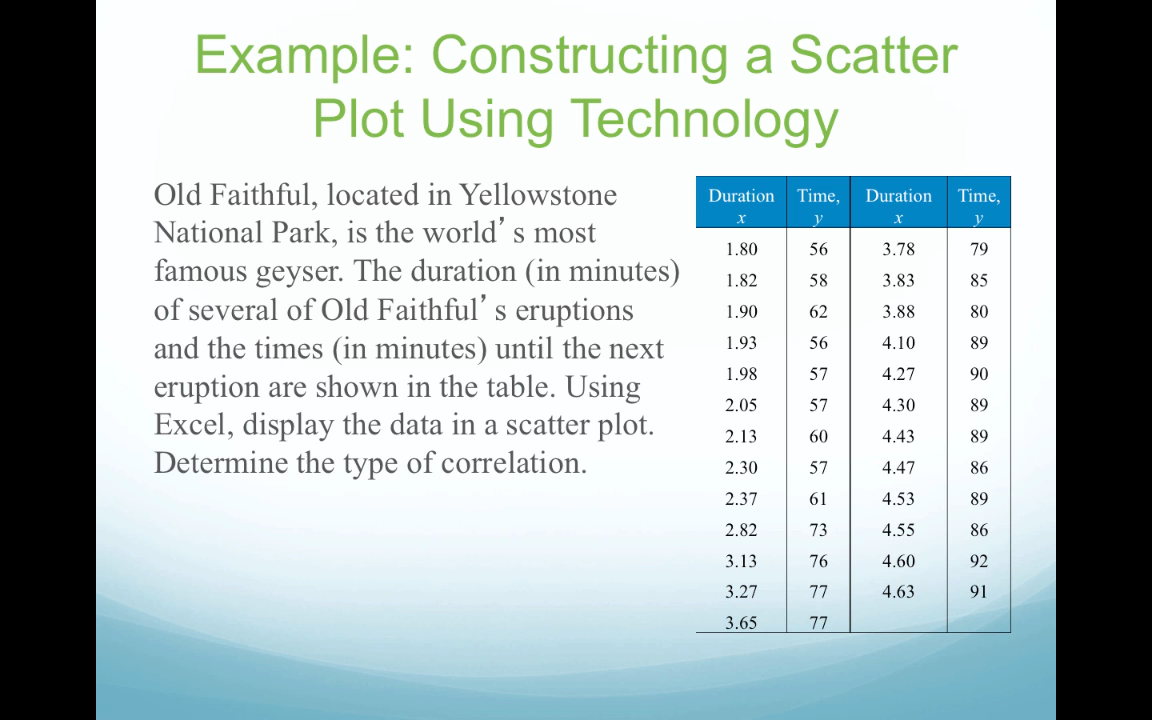 Example: Constructing a Scatter
Plot Using Technology
Old Faithful, located in Yellowstone
National Park, is the world’s most
famous geyser. The duration (in minutes)
of several of Old Faithful’s eruptions
and the times (in minutes) until the next
eruption are shown in the table. Using
Excel, display the data in a scatter plot.
Determine the type of correlation.
Duration Time, Duration Time,
x y x y
1.80 56 3.78 79
1.82 58 3.83 85
1.90 62 3.88 80
1.93 56 4.10 89
1.98 57 4.27 90
2.05 57 4.30 89
2.13 60 4.43 89
2.30 57 4.47 86
2.37 61 4.53 89
2.82 73 4.55 86
3.13 76 4.60 92
3.27 77 4.63 91
3.65 77